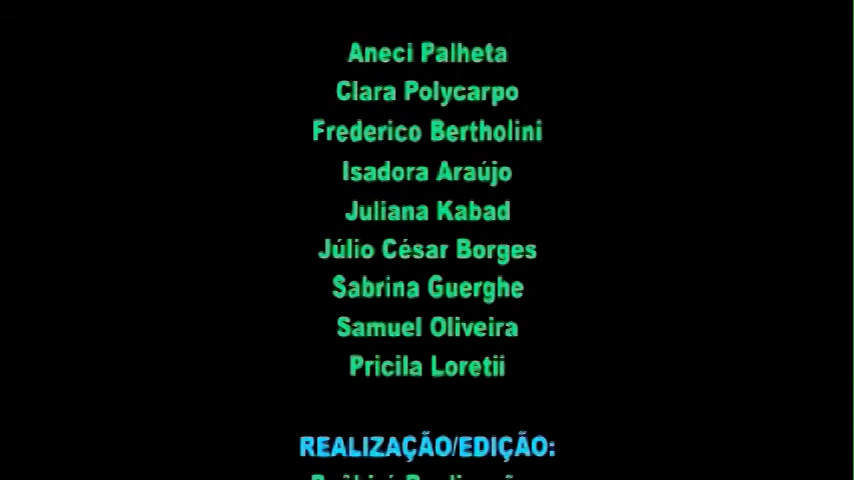 Aneci Palheta
Clara Polycarpo
Frederico Bertholini
Isadora Araújo
Juliana Kabad
Júlio César Borges
Sabrina Guerghe
Samuel Oliveira
Pricila Loretii
REALIZAÇÃO/EDIÇÃO: